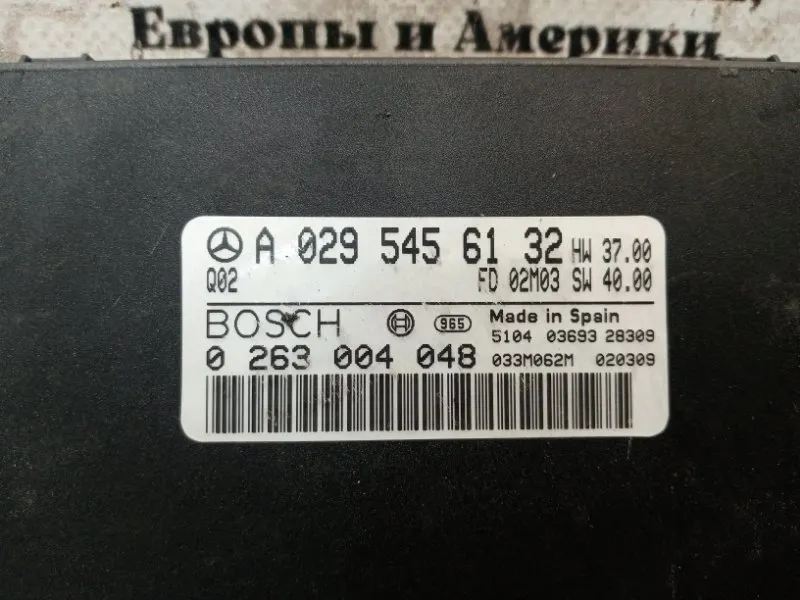 Европы и Америки
A 029 545 61 32 HW 37.00
Q02 FD 02M03 SW 40.00
BOSCH 965 Made in Spain
5104 03693 28309
0 263 004 048 033M062M 020309